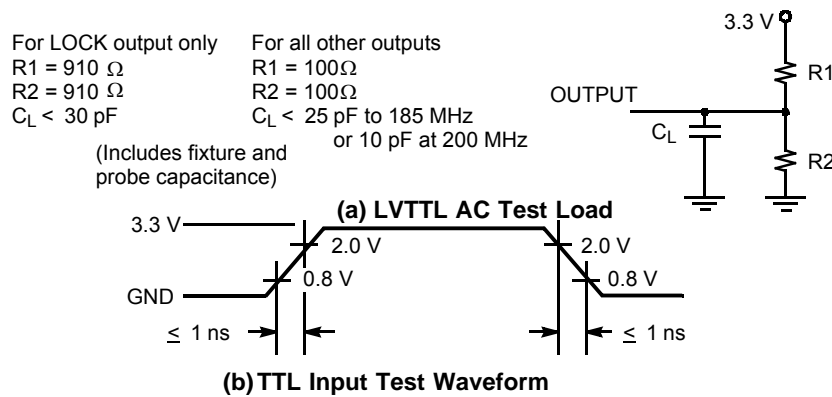 For LOCK output only
R1 = 910 Ω
R2 = 910 Ω
CL < 30 pF
(Includes fixture and
probe capacitance)
For all other outputs
R1 = 100Ω
R2 = 100Ω
CL < 25 pF to 185 MHz
or 10 pF at 200 MHz
3.3 V
R1
OUTPUT
CL
R2
(a) LVTTL AC Test Load
3.3 V
2.0 V
2.0 V
0.8 V
0.8 V
GND
≤ 1 ns
≤ 1 ns
(b) TTL Input Test Waveform